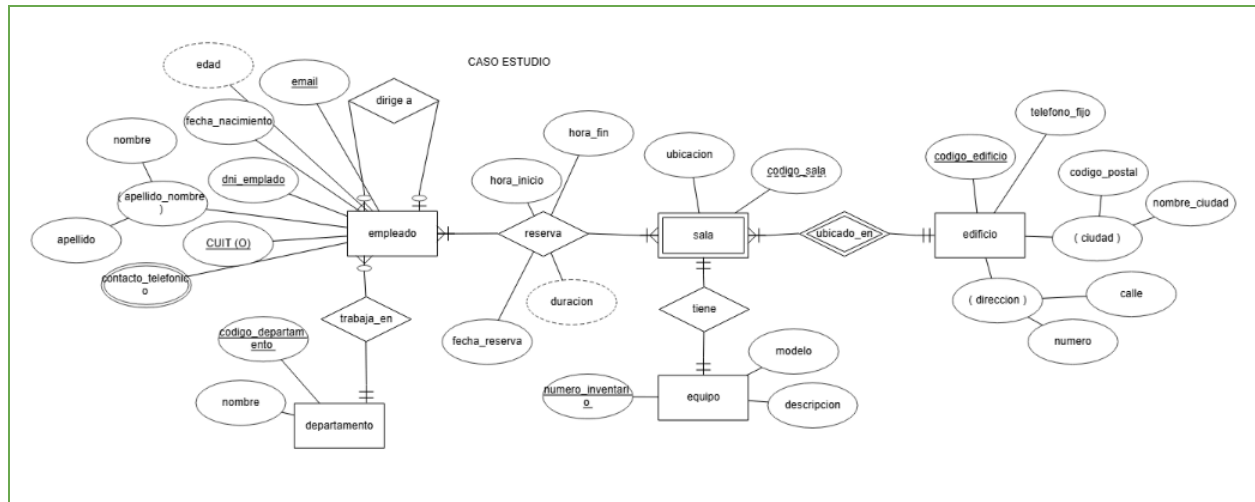 CASO ESTUDIO
edad
email
dirige a
fecha_nacimiento
nombre
( apellido_nombre
)
apellido
dni_emplado
CUIT (O)
contacto_telefonic
o
empleado
hora_inicio
hora_fin
reserva
fecha_reserva
duracion
trabaja_en
codigo_departam
ento
nombre
departamento
ubicacion
codigo_sala
sala
tiene
numero_inventari
o
equipo
modelo
descripcion
ubicado_en
codigo_edificio
telefono_fijo
codigo_postal
nombre_ciudad
( ciudad )
edificio
( direccion )
calle
numero